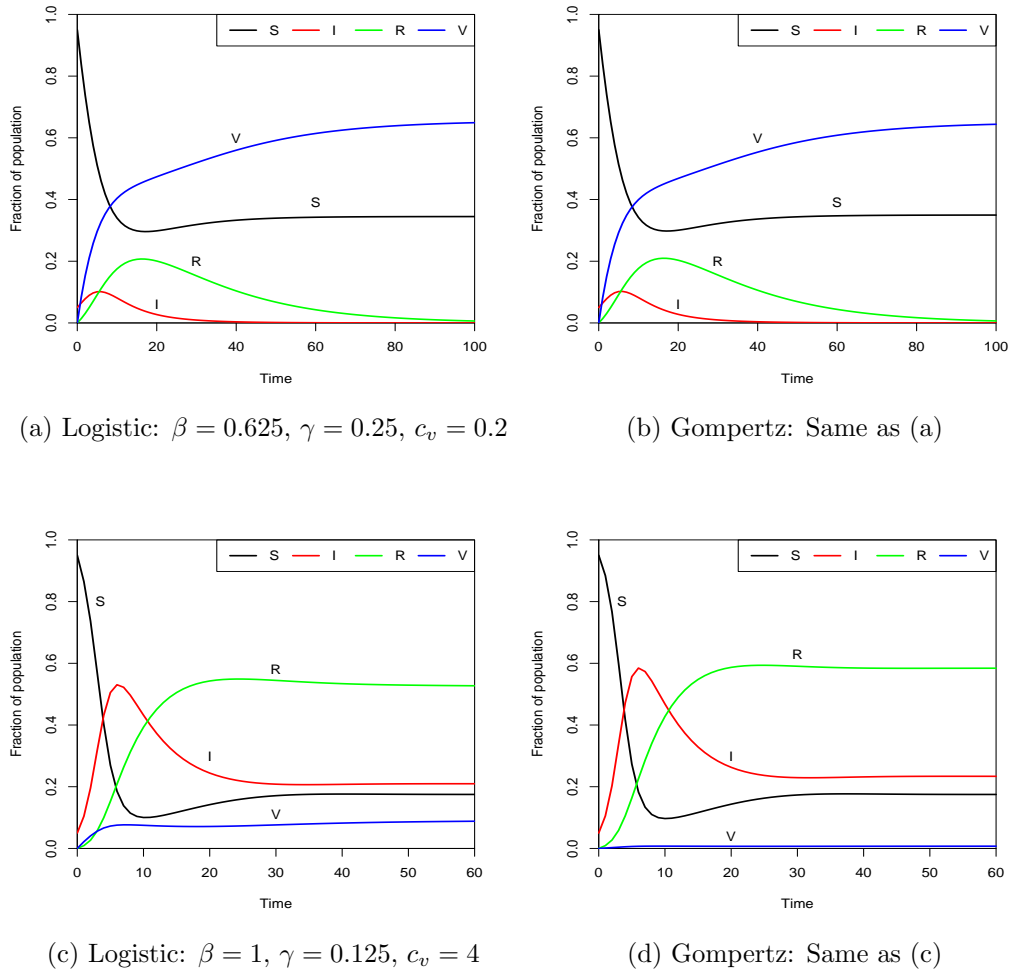 S I R V
Fraction of population
0.0 0.2 0.4 0.6 0.8 1.0
V
S
R
I
0 20 40 60 80 100
Time
(a) Logistic: β = 0.625, γ = 0.25, c_v = 0.2
S I R V
Fraction of population
0.0 0.2 0.4 0.6 0.8 1.0
V
S
R
I
0 20 40 60 80 100
Time
(b) Gompertz: Same as (a)
S I R V
Fraction of population
0.0 0.2 0.4 0.6 0.8 1.0
S
R
I
V
0 10 20 30 40 50 60
Time
(c) Logistic: β = 1, γ = 0.125, c_v = 4
S I R V
Fraction of population
0.0 0.2 0.4 0.6 0.8 1.0
S
R
I
V
0 10 20 30 40 50 60
Time
(d) Gompertz: Same as (c)